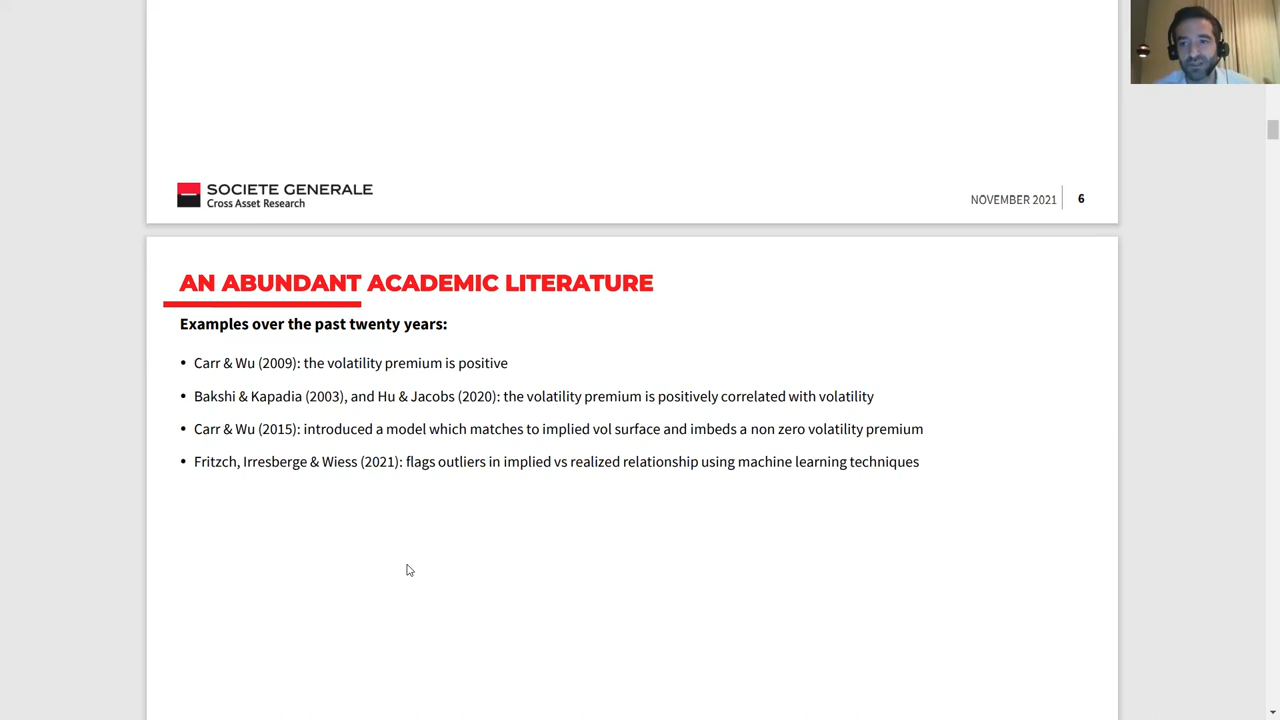 SOCIETE GENERALE
Cross Asset Research
NOVEMBER 2021
6
AN ABUNDANT ACADEMIC LITERATURE
Examples over the past twenty years:
• Carr & Wu (2009): the volatility premium is positive
• Bakshi & Kapadia (2003), and Hu & Jacobs (2020): the volatility premium is positively correlated with volatility
• Carr & Wu (2015): introduced a model which matches to implied vol surface and imbeds a non zero volatility premium
• Fritzch, Irresberge & Wiess (2021): flags outliers in implied vs realized relationship using machine learning techniques